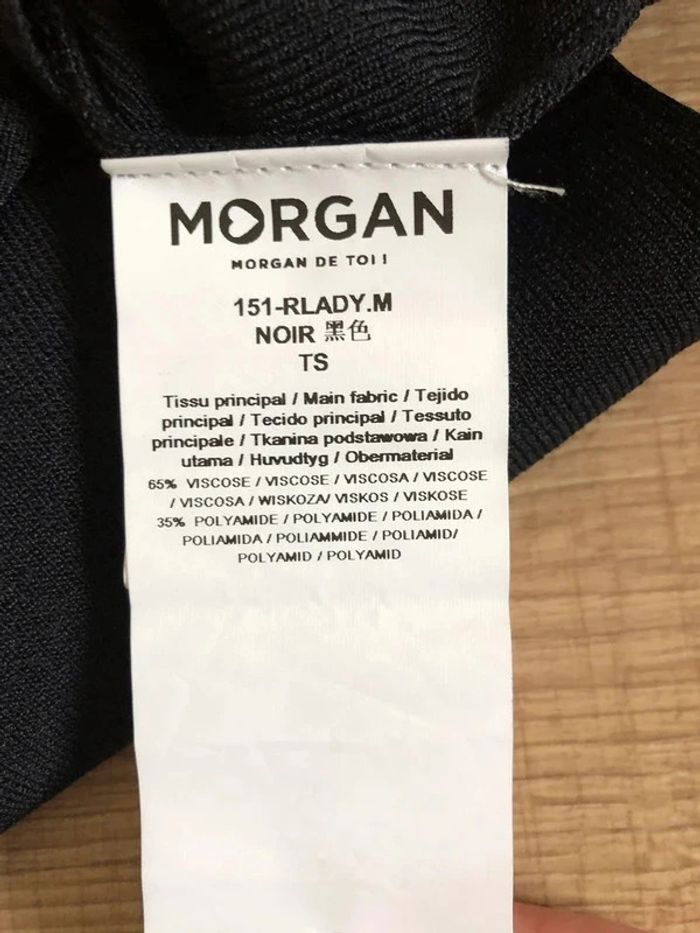 MORGAN
MORGAN DE TOI !
151-RLADY.M
NOIR 黑色
TS
Tissu principal / Main fabric / Tejido
principal / Tecido principal / Tessuto
principale / Tkanina podstawowa / Kain
utama / Huvudtyg / Obermaterial
65% VISCOSE / VISCOSE / VISCOSA / VISCOSE
/ VISCOSA / WISKOZA/ VISKOS / VISKOSE
35% POLYAMIDE / POLYAMIDE / POLIAMIDA /
POLIAMIDA / POLIAMMIDE / POLIAMID/
POLYAMID / POLYAMID